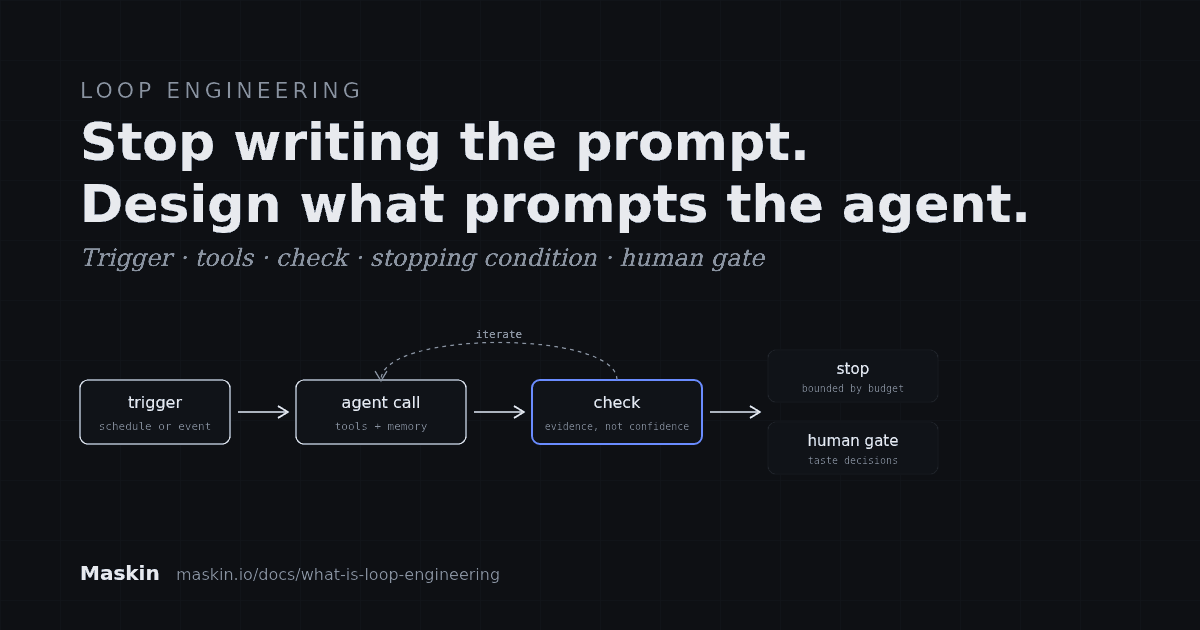 LOOP ENGINEERING
Stop writing the prompt.
Design what prompts the agent.
Trigger · tools · check · stopping condition · human gate
iterate
trigger
schedule or event
agent call
tools + memory
check
evidence, not confidence
stop
bounded by budget
human gate
taste decisions
Maskin maskin.io/docs/what-is-loop-engineering